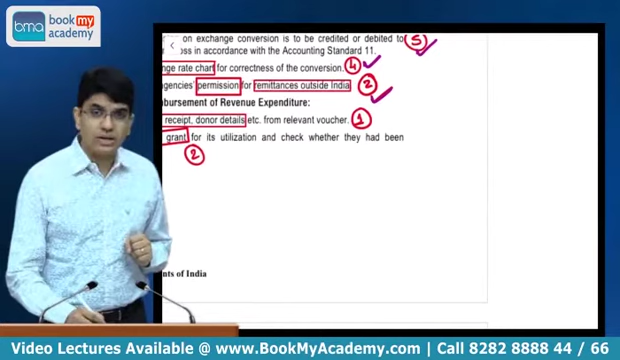 bma book my academy
on exchange conversion is to be credited or debited to
oss in accordance with the Accounting Standard 11.
5
nge rate chart for correctness of the conversion. 4
gencies' permission for remittances outside India 2
mbursement of Revenue Expenditure:
receipt, donor details etc. from relevant voucher. 1
grant for its utilization and check whether they had been
2
nts of India
Video Lectures Available @ www.BookMyAcademy.com | Call 8282 8888 44 / 66